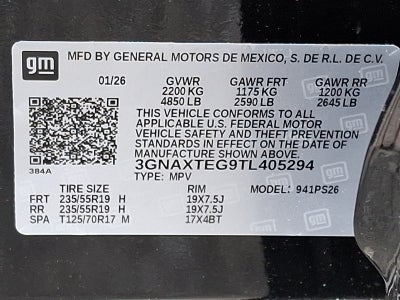 gm
MFD BY GENERAL MOTORS DE MEXICO, S. DE R.L. DE C.V.
01/26 GVWR GAWR FRT GAWR RR
2200 KG 1175 KG 1200 KG
4850 LB 2590 LB 2645 LB
THIS VEHICLE CONFORMS TO ALL
APPLICABLE U.S. FEDERAL MOTOR
VEHICLE SAFETY AND THEFT PREVENTION
STANDARDS IN EFFECT ON THE DATE OF
MANUFACTURE SHOWN ABOVE.
3GNAXTEG9TL405294
384A TYPE: MPV
TIRE SIZE RIM MODEL: 941PS26
FRT 235/55R19 H 19X7.5J
RR 235/55R19 H 19X7.5J
SPA T125/70R17 M 17X4BT